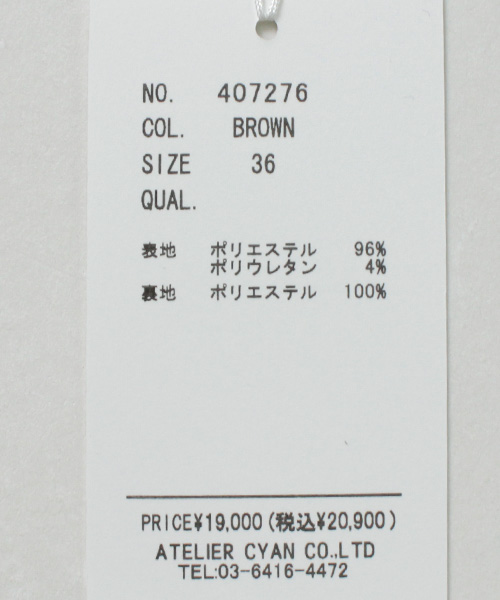 NO. 407276
COL. BROWN
SIZE 36
QUAL.
表地 ポリエステル 96%
ポリウレタン 4%
裏地 ポリエステル 100%
PRICE¥19,000(税込¥20,900)
ATELIER CYAN CO.,LTD
TEL:03-6416-4472